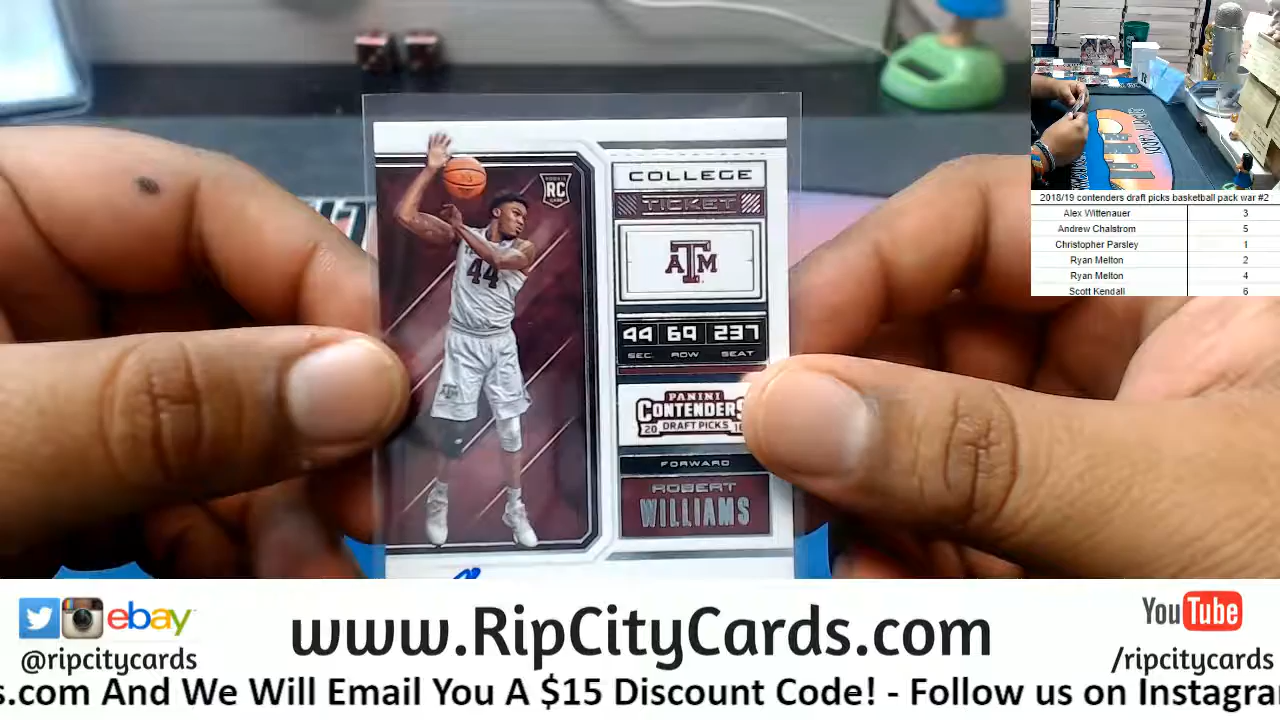 ROOKIE
RC
CARD
44
COLLEGE
TICKET
ATM
44 69 237
SEC ROW SEAT
PANINI
CONTENDERS
DRAFT PICKS
20
FORWARD
ROBERT
WILLIAMS
2018/19 contenders draft picks basketball pack war #2
Alex Wittenauer 3
Andrew Chalstrom 5
Christopher Parsley 1
Ryan Melton 2
Ryan Melton 4
Scott Kendall 6
ebay
@ripcitycards
www.RipCityCards.com
YouTube
/ripcitycards
s.com And We Will Email You A $15 Discount Code! - Follow us on Instagra